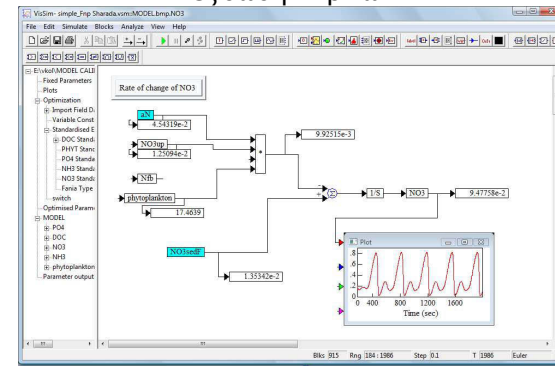 VisSim - simple_Fnp Sharada.vsm:MODEL.bmp.NO3
File Edit Simulate Blocks Analyze View Help
E:\ykol\MODEL CALI
Fixed Parameters
Plots
Optimization
Import Field D
Variable Const
Standardised E
DOC Standa
PHYT Stanc
PO4 Standa
NH3 Standa
NO3 Standa
Fania Type
switch
Optimised Param
MODEL
PO4
DOC
NO3
NH3
phytoplankton
Parameter output
Rate of change of NO3
aN
4.54319e-2
NO3up
1.25094e-2
Nfb
phytoplankton
17.4639
*
9.92515e-3
NO3sedF
1.35342e-2
Σ
1/S
NO3
9.47758e-2
Plot
.8
.6
.4
.2
0
0 400 800 1200 1600
Time (sec)
Blks 915 Rng 184 : 1986 Step 0.1 T 1986 Euler